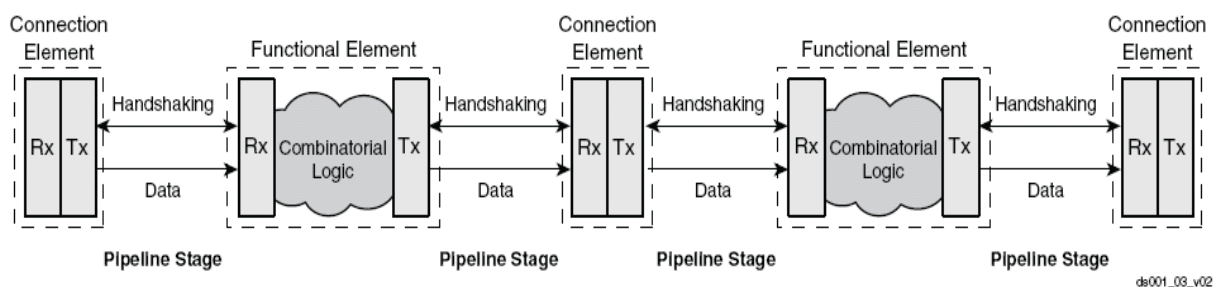 Connection
Element
Functional Element
Connection
Element
Functional Element
Connection
Element
Handshaking
Handshaking
Handshaking
Handshaking
Rx Tx
Rx
Combinatorial
Logic
Tx
Rx Tx
Rx
Combinatorial
Logic
Tx
Rx Tx
Data
Data
Data
Data
Pipeline Stage
Pipeline Stage
Pipeline Stage
Pipeline Stage
ds001_03_v02